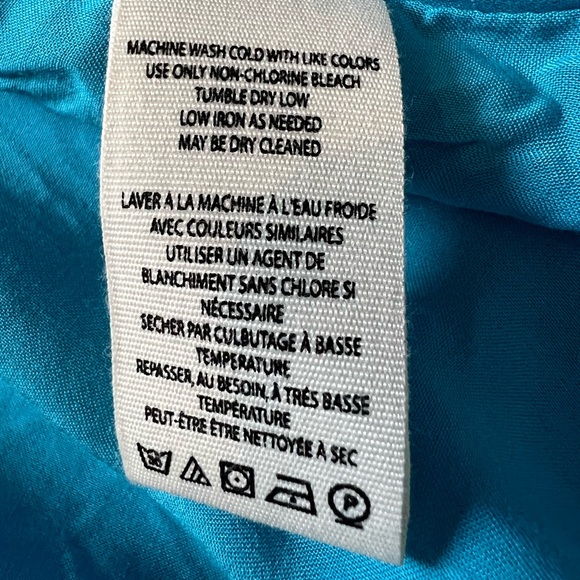 MACHINE WASH COLD WITH LIKE COLORS
USE ONLY NON-CHLORINE BLEACH
TUMBLE DRY LOW
LOW IRON AS NEEDED
MAY BE DRY CLEANED
LAVER A LA MACHINE À L'EAU FROIDE
AVEC COULEURS SIMILAIRES
UTILISER UN AGENT DE
BLANCHIMENT SANS CHLORE SI
NÉCESSAIRE
SECHER PAR CULBUTAGE À BASSE
TEMPERATURE
REPASSER, AU BESOIN, À TRÈS BASSE
TEMPÉRATURE
PEUT-ÊTRE ÊTRE NETTOYÉE À SEC
P